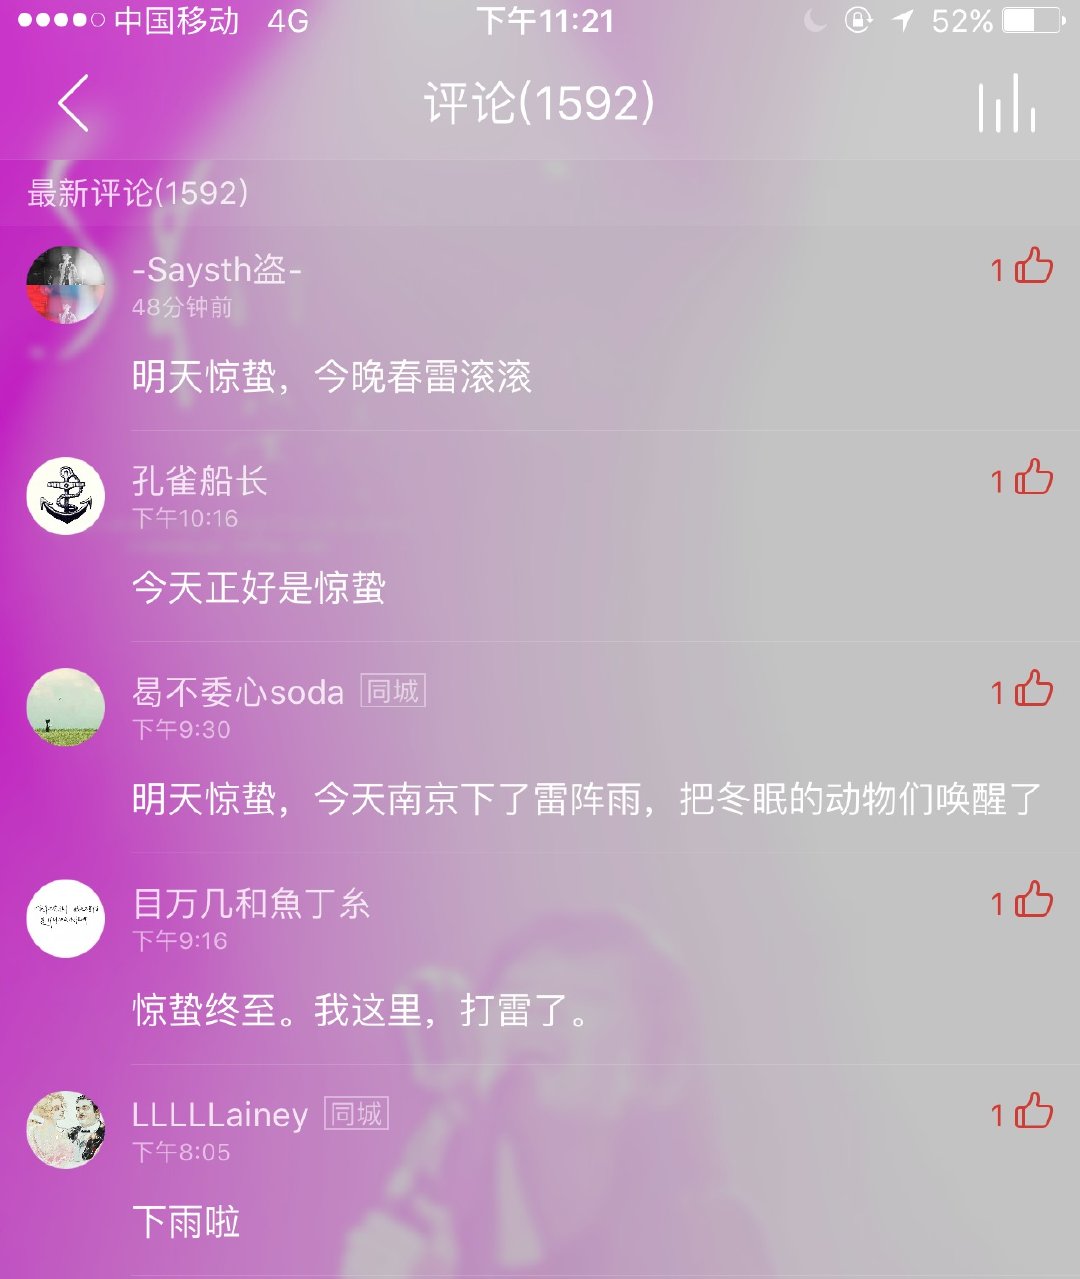 中国移动 4G 下午11:21 52%
评论(1592)
最新评论(1592)
-Saysth盗- 1
48分钟前
明天惊蛰，今晚春雷滚滚
孔雀船长 1
下午10:16
今天正好是惊蛰
曷不委心soda 同城 1
下午9:30
明天惊蛰，今天南京下了雷阵雨，把冬眠的动物们唤醒了
目万几和魚丁糸 1
下午9:16
惊蛰终至。我这里，打雷了。
LLLLLainey 同城 1
下午8:05
下雨啦